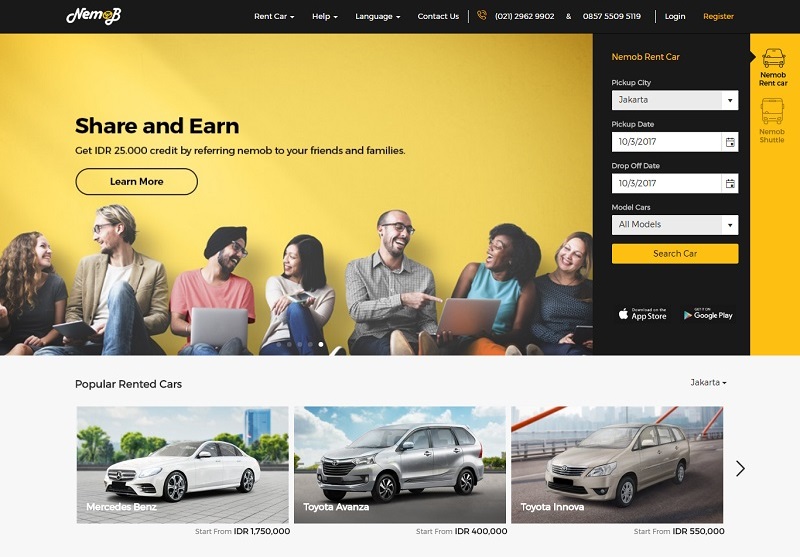 NemoB
Rent Car
Help
Language
Contact Us
(021) 2962 9902 & 0857 5509 5119
Login
Register
Share and Earn
Get IDR 25.000 credit by referring nemob to your friends and families.
Learn More
Nemob Rent Car
Pickup City
Jakarta
Pickup Date
10/3/2017
Drop Off Date
10/3/2017
Model Cars
All Models
Search Car
Download on the
App Store
GET IT ON
Google Play
Nemob
Rent car
Nemob
Shuttle
Popular Rented Cars
Jakarta
Mercedes Benz
Start From IDR 1,750,000
Toyota Avanza
Start From IDR 400,000
Toyota Innova
Start From IDR 550,000